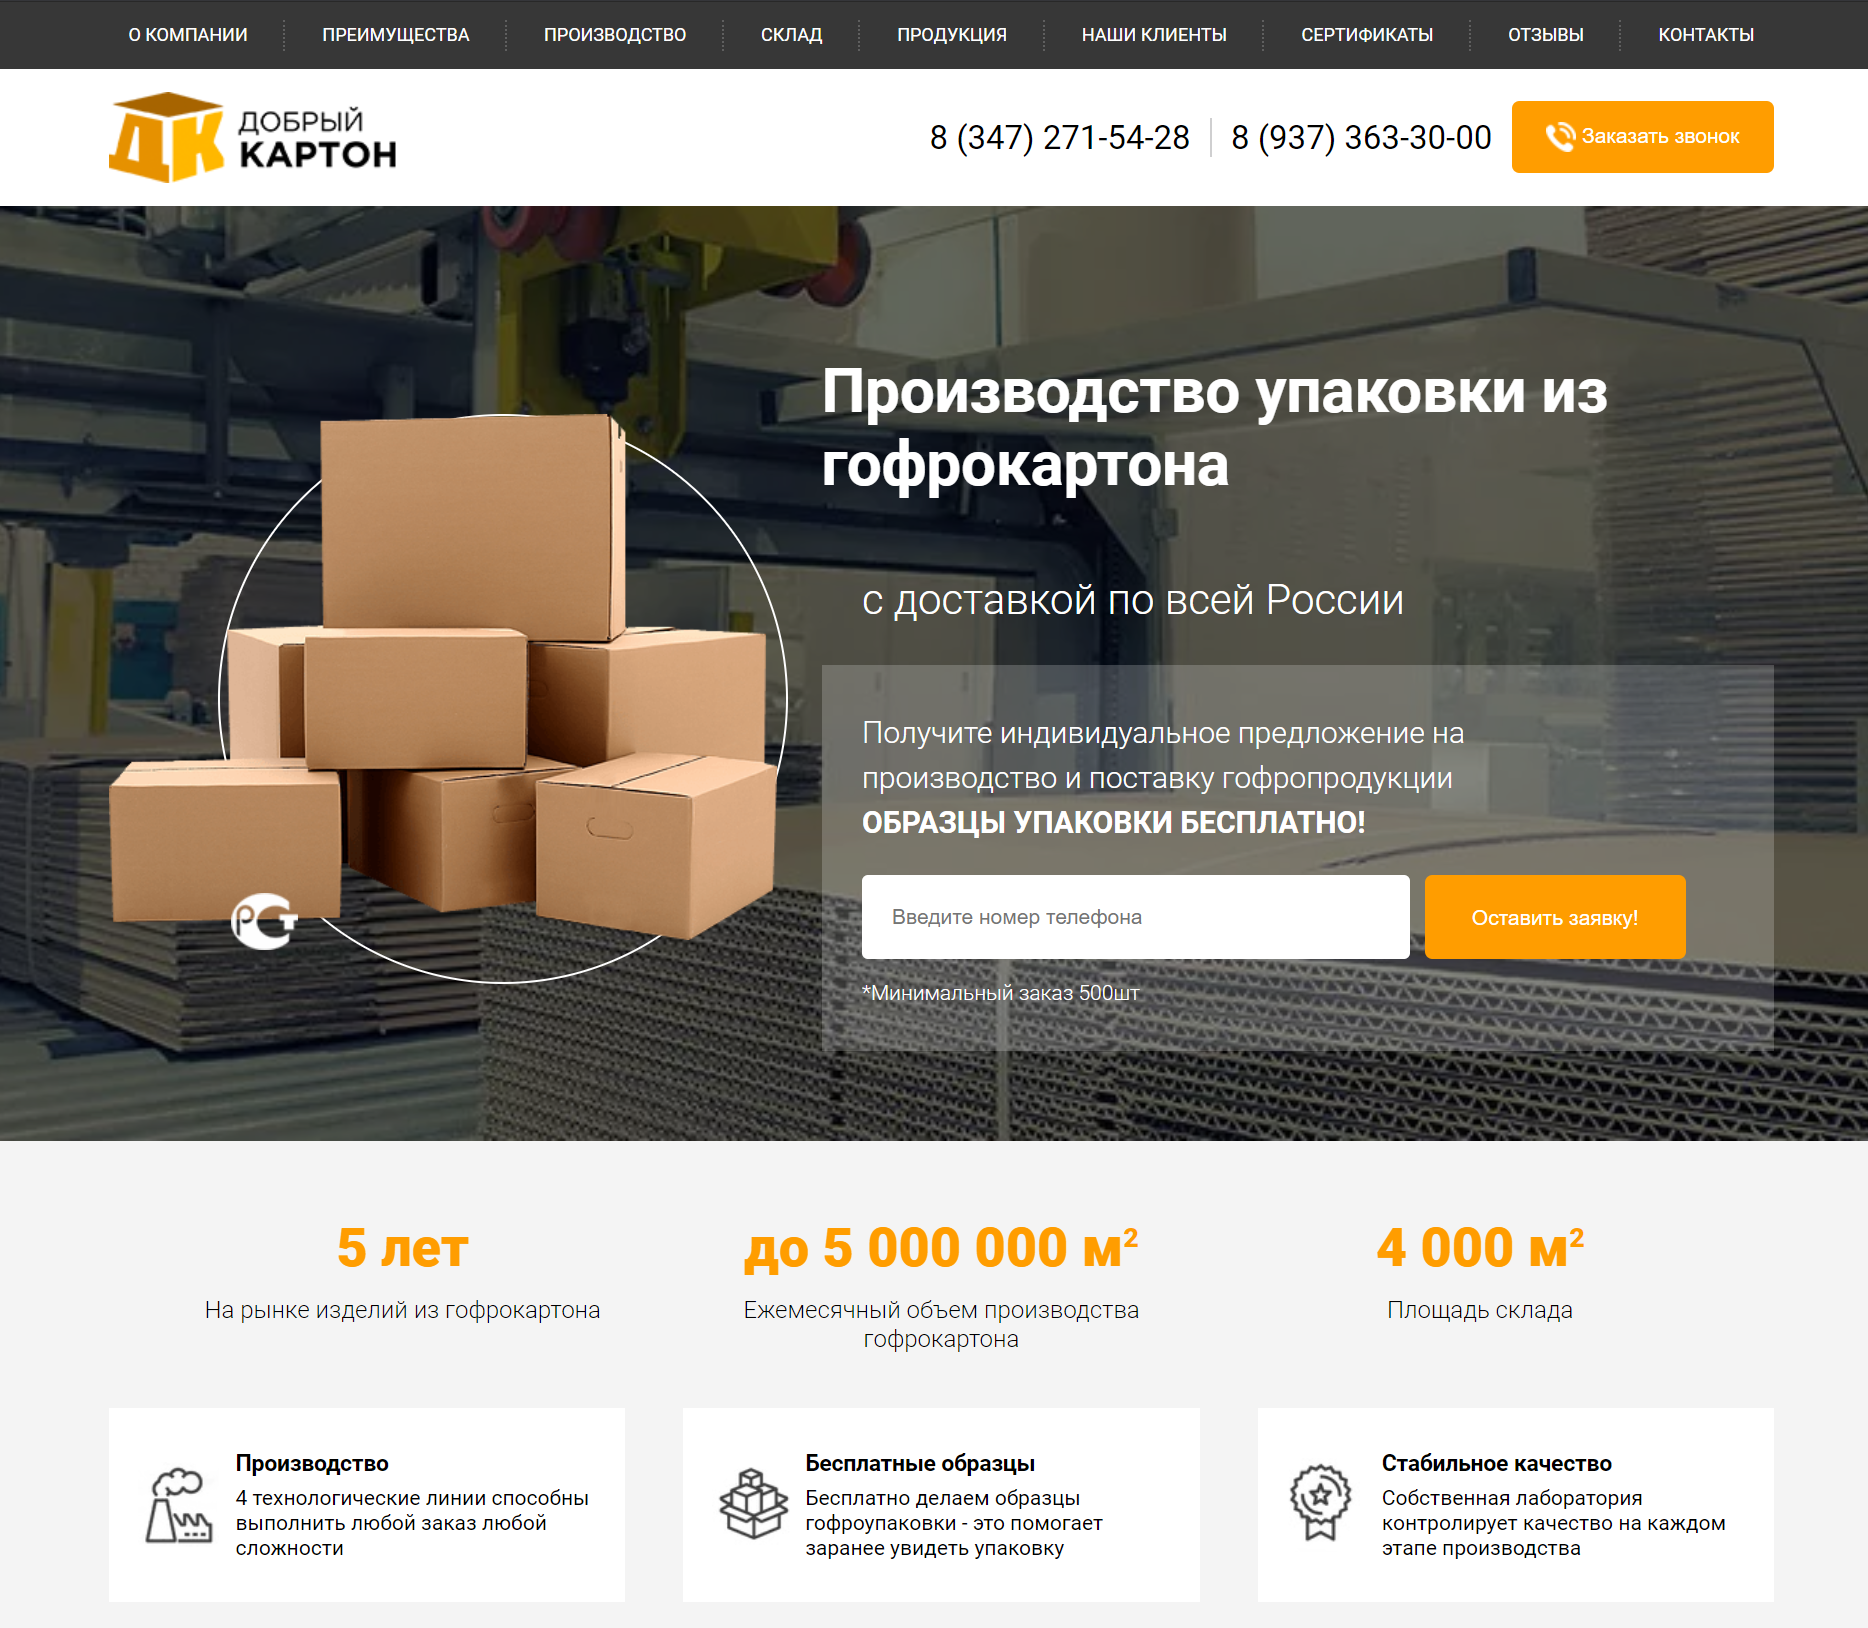 О КОМПАНИИ
ПРЕИМУЩЕСТВА
ПРОИЗВОДСТВО
СКЛАД
ПРОДУКЦИЯ
НАШИ КЛИЕНТЫ
СЕРТИФИКАТЫ
ОТЗЫВЫ
КОНТАКТЫ
ДК
ДОБРЫЙ
КАРТОН
8 (347) 271-54-28
8 (937) 363-30-00
Заказать звонок
Производство упаковки из
гофрокартона
с доставкой по всей России
Получите индивидуальное предложение на
производство и поставку гофропродукции
ОБРАЗЦЫ УПАКОВКИ БЕСПЛАТНО!
Введите номер телефона
Оставить заявку!
*Минимальный заказ 500шт
РСТ
5 лет
На рынке изделий из гофрокартона
до 5 000 000 м²
Ежемесячный объем производства
гофрокартона
4 000 м²
Площадь склада
Производство
4 технологические линии способны
выполнить любой заказ любой
сложности
Бесплатные образцы
Бесплатно делаем образцы
гофроупаковки - это помогает
заранее увидеть упаковку
Стабильное качество
Собственная лаборатория
контролирует качество на каждом
этапе производства